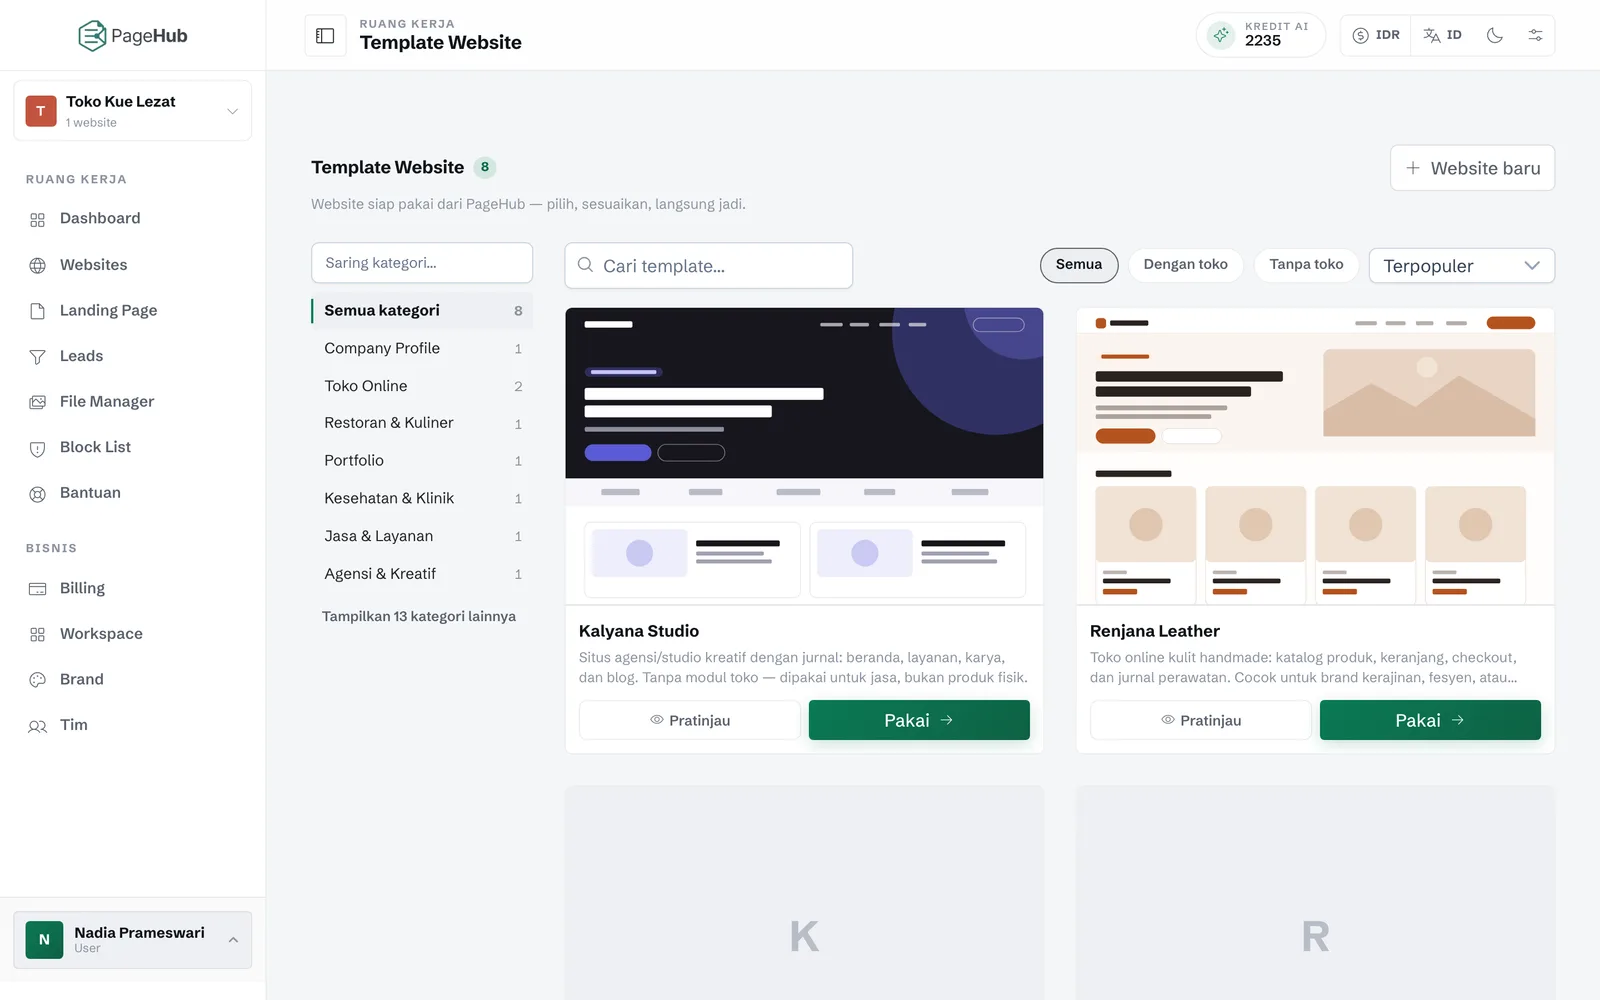 PageHub
RUANG KERJA
Template Website
KREDIT AI
2235
IDR
ID
T
Toko Kue Lezat
1 website
RUANG KERJA
Dashboard
Websites
Landing Page
Leads
File Manager
Block List
Bantuan
BISNIS
Billing
Workspace
Brand
Tim
N
Nadia Prameswari
User
Template Website 8
Website siap pakai dari PageHub — pilih, sesuaikan, langsung jadi.
Website baru
Saring kategori...
Semua kategori 8
Company Profile 1
Toko Online 2
Restoran & Kuliner 1
Portfolio 1
Kesehatan & Klinik 1
Jasa & Layanan 1
Agensi & Kreatif 1
Tampilkan 13 kategori lainnya
Cari template...
Semua
Dengan toko
Tanpa toko
Terpopuler
Kalyana Studio
Situs agensi/studio kreatif dengan jurnal: beranda, layanan, karya,
dan blog. Tanpa modul toko — dipakai untuk jasa, bukan produk fisik.
Pratinjau
Pakai
Renjana Leather
Toko online kulit handmade: katalog produk, keranjang, checkout,
dan jurnal perawatan. Cocok untuk brand kerajinan, fesyen, atau...
Pratinjau
Pakai
K
R